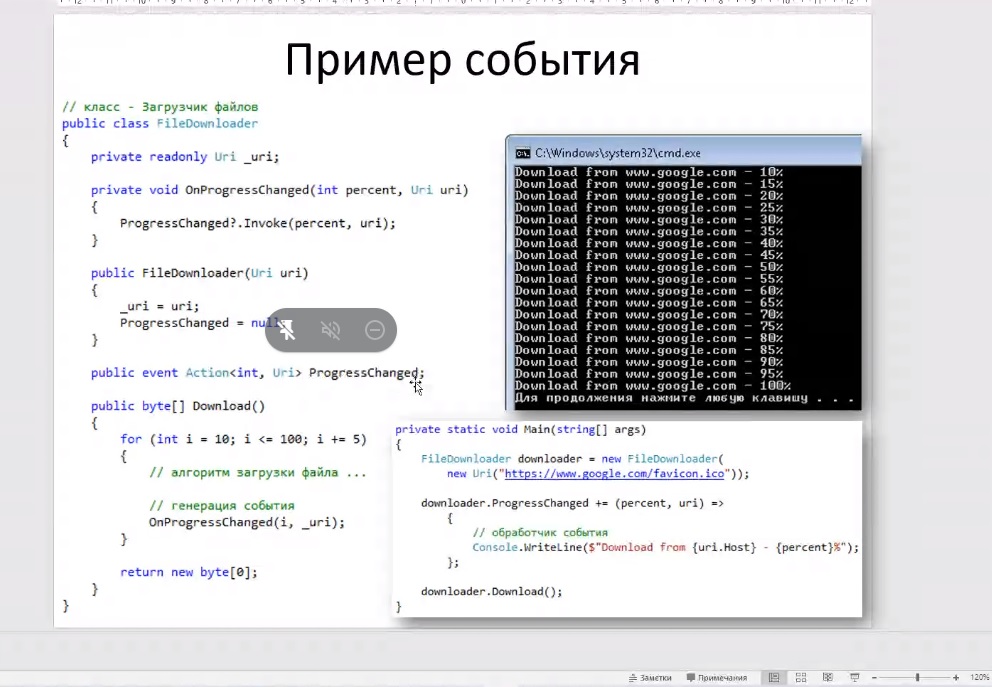 Пример события
// класс - Загрузчик файлов
public class FileDownloader
{
private readonly Uri _uri;
private void OnProgressChanged(int percent, Uri uri)
{
ProgressChanged?.Invoke(percent, uri);
}
public FileDownloader(Uri uri)
{
_uri = uri;
ProgressChanged =
}
public event Action<int, Uri> ProgressChanged;
public byte[] Download()
{
for (int i = 10; i <= 100; i += 5)
{
// алгоритм загрузки файла ...
// генерация события
OnProgressChanged(i, _uri);
}
return new byte[0];
}
}
C:\Windows\system32\cmd.exe
Download from www.google.com - 10%
Download from www.google.com - 15%
Download from www.google.com - 20%
Download from www.google.com - 25%
Download from www.google.com - 30%
Download from www.google.com - 35%
Download from www.google.com - 40%
Download from www.google.com - 45%
Download from www.google.com - 50%
Download from www.google.com - 55%
Download from www.google.com - 60%
Download from www.google.com - 65%
Download from www.google.com - 70%
Download from www.google.com - 75%
Download from www.google.com - 80%
Download from www.google.com - 85%
Download from www.google.com - 90%
Download from www.google.com - 95%
Download from www.google.com - 100%
Для продолжения нажмите любую клавишу . . .
private static void Main(string[] args)
{
FileDownloader downloader = new FileDownloader(
new Uri("https://www.google.com/favicon.ico"));
downloader.ProgressChanged += (percent, uri) =>
{
// обработчик события
Console.WriteLine($"Download from {uri.Host} - {percent}%");
};
downloader.Download();
}
Заметки Примечания 120%